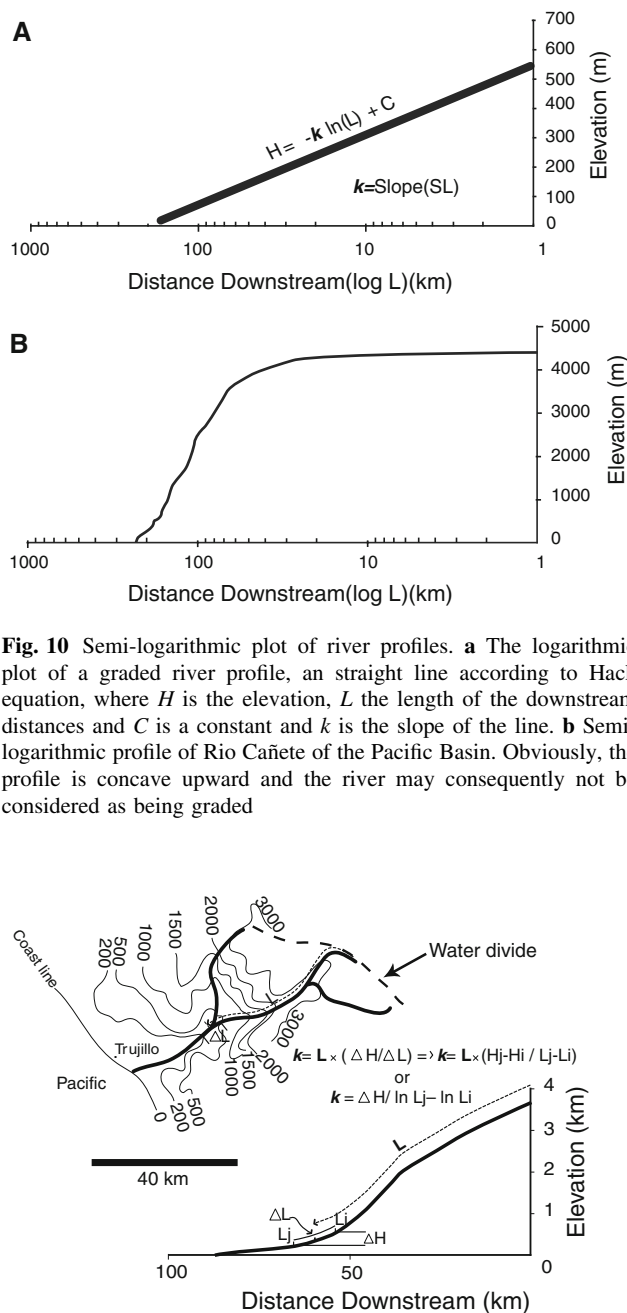 A
700
600
500
400
300
200
100
0
Elevation (m)
H = -k ln(L) + C
k=Slope(SL)
1000 100 10 1
Distance Downstream(log L)(km)
B
5000
4000
3000
2000
1000
0
Elevation (m)
1000 100 10 1
Distance Downstream(log L)(km)
Fig. 10 Semi-logarithmic plot of river profiles. a The logarithmic
plot of a graded river profile, an straight line according to Hac
equation, where H is the elevation, L the length of the downstream
distances and C is a constant and k is the slope of the line. b Semi
logarithmic profile of Rio Cañete of the Pacific Basin. Obviously, th
profile is concave upward and the river may consequently not b
considered as being graded
3000
2000
1500
1000
500
200
Coast line
Water divide
L
△L
Trujillo
Pacific
3000
2000
1500
1000
500
200
0
k= L × ( △H/△L) =› k= L×(Hj-Hi / Lj-Li)
or
k = △H/ ln Lj– ln Li
40 km
4
3
2
1
0
Elevation (km)
L
△L
Lj
Li
△H
100 50
Distance Downstream (km)